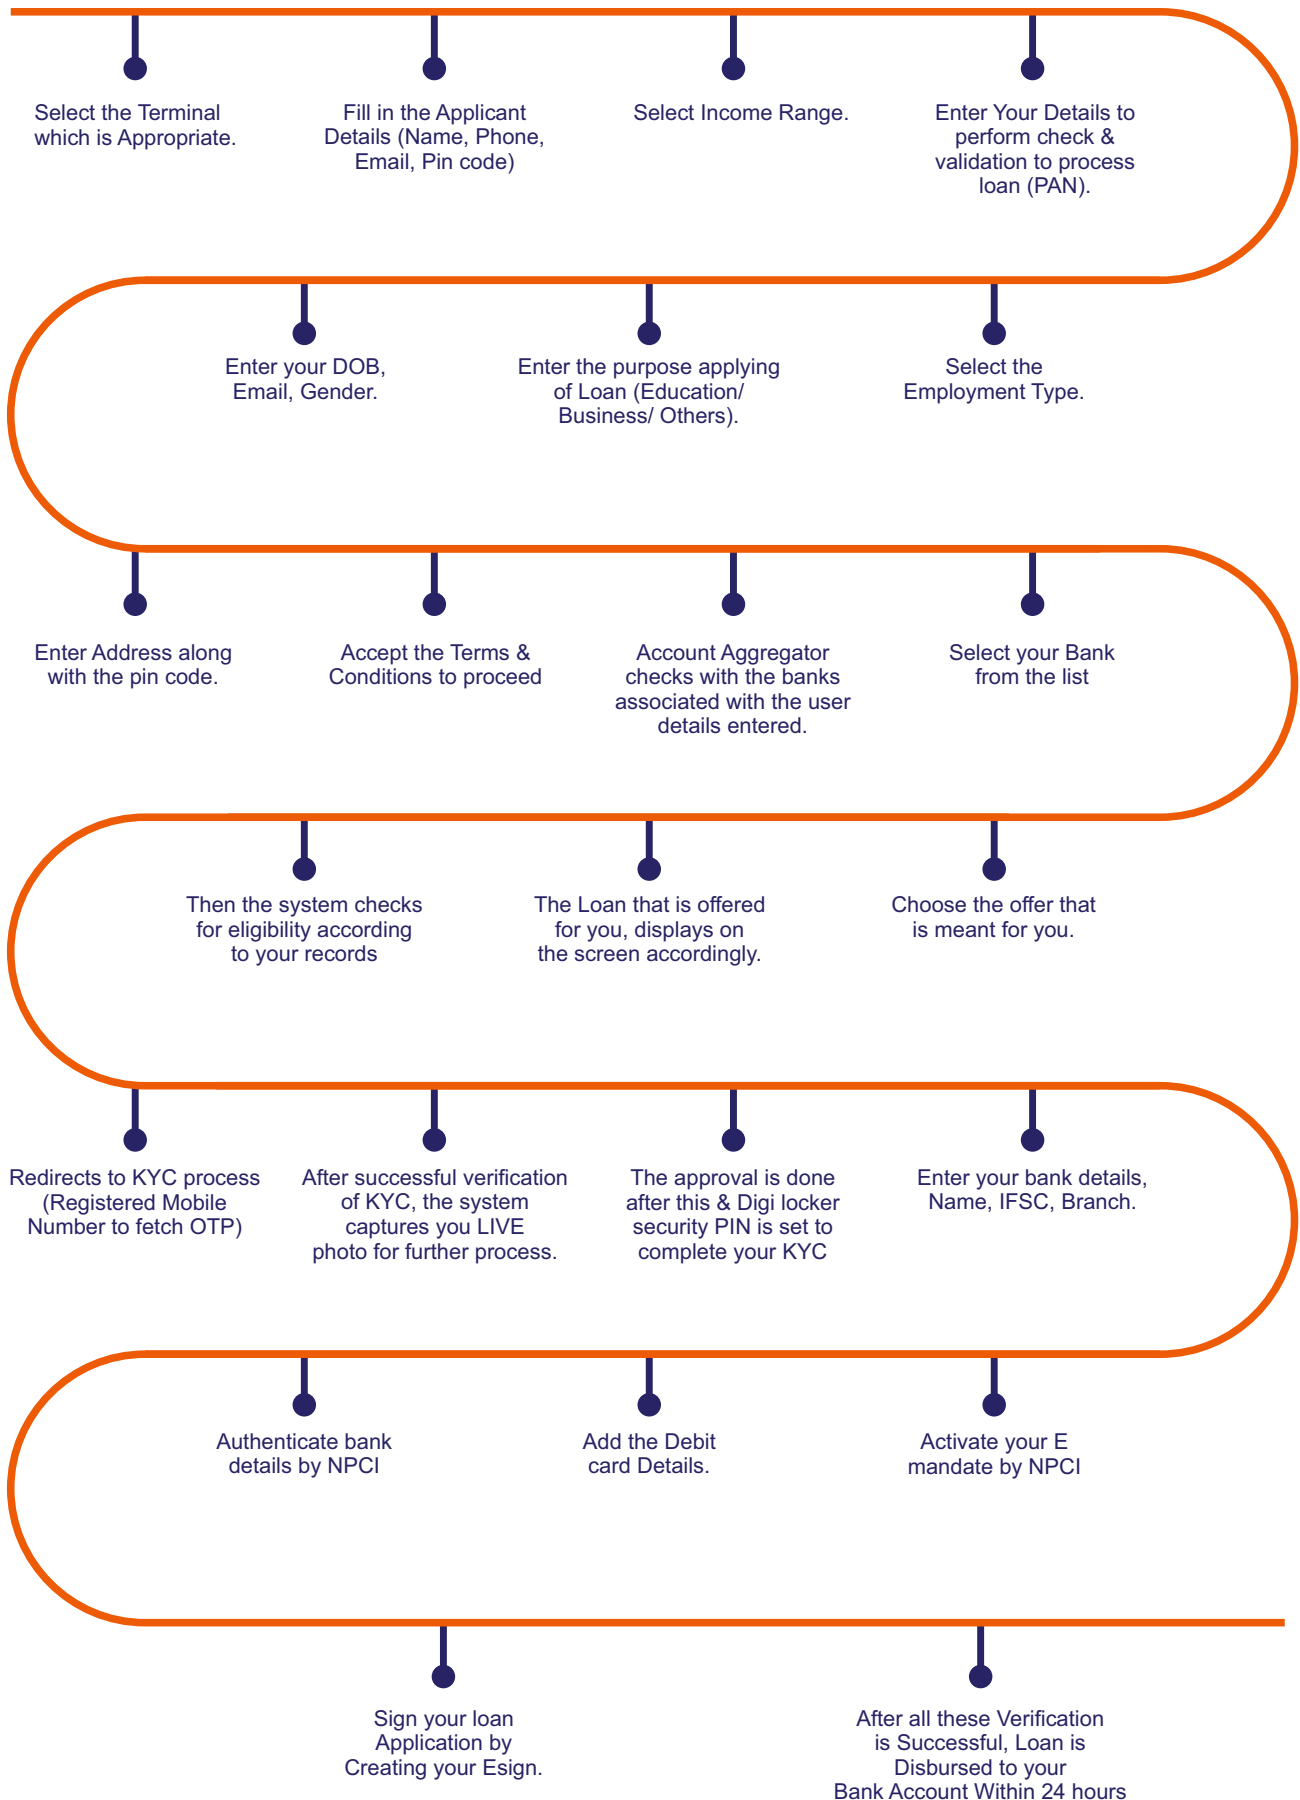 Select the Terminal
which is Appropriate.
Fill in the Applicant
Details (Name, Phone,
Email, Pin code)
Select Income Range.
Enter Your Details to
perform check &
validation to process
loan (PAN).
Enter your DOB,
Email, Gender.
Enter the purpose applying
of Loan (Education/
Business/ Others).
Select the
Employment Type.
Enter Address along
with the pin code.
Accept the Terms &
Conditions to proceed
Account Aggregator
checks with the banks
associated with the user
details entered.
Select your Bank
from the list
Then the system checks
for eligibility according
to your records
The Loan that is offered
for you, displays on
the screen accordingly.
Choose the offer that
is meant for you.
Redirects to KYC process
(Registered Mobile
Number to fetch OTP)
After successful verification
of KYC, the system
captures you LIVE
photo for further process.
The approval is done
after this & Digi locker
security PIN is set to
complete your KYC
Enter your bank details,
Name, IFSC, Branch.
Authenticate bank
details by NPCI
Add the Debit
card Details.
Activate your E
mandate by NPCI
Sign your loan
Application by
Creating your Esign.
After all these Verification
is Successful, Loan is
Disbursed to your
Bank Account Within 24 hours